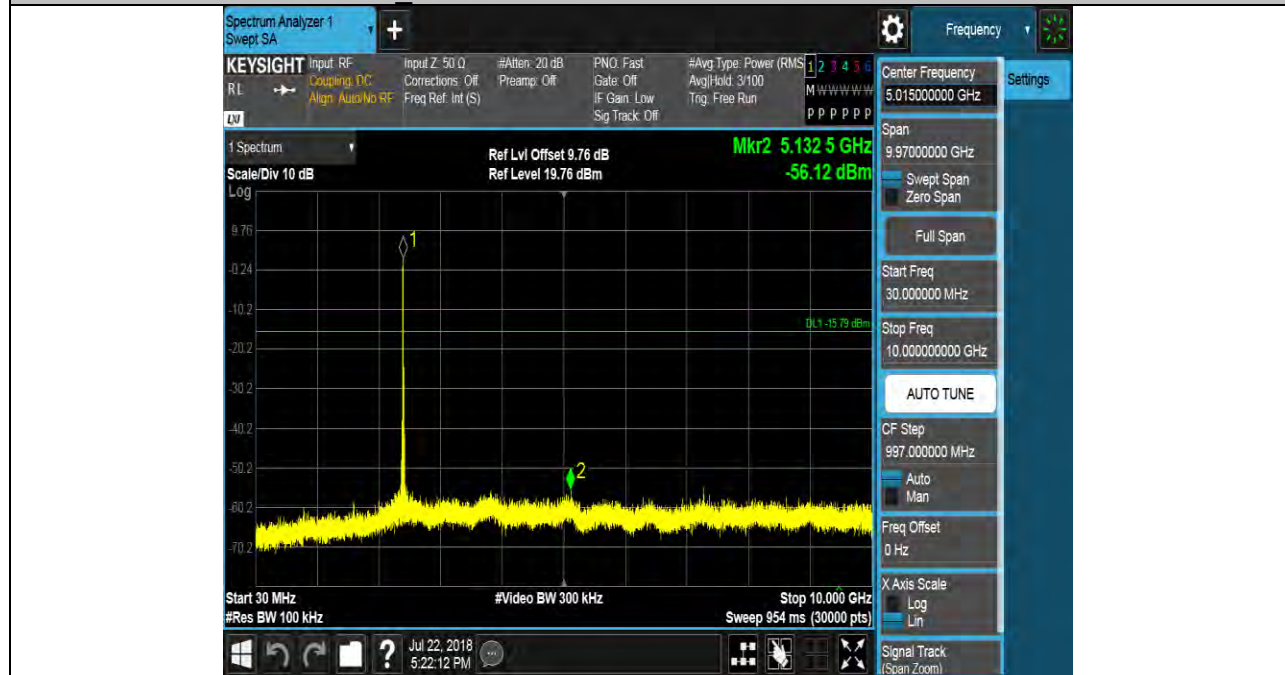 Spectrum Analyzer 1
Swept SA
+
Frequency
KEYSIGHT
RL
LXI
Input: RF
Coupling: DC
Align: Auto/No RF
Input Z: 50 Ω
Corrections: Off
Freq Ref: Int (S)
#Atten: 20 dB
Preamp: Off
PNO: Fast
Gate: Off
IF Gain: Low
Sig Track: Off
#Avg Type: Power (RMS
Avg|Hold: 3/100
Trig: Free Run
1 2 3 4 5 6
M W W W W W
P P P P P P
1 Spectrum
Scale/Div 10 dB
Ref Lvl Offset 9.76 dB
Ref Level 19.76 dBm
Mkr2 5.132 5 GHz
-56.12 dBm
Log
9.76
-0.24
-10.2
-20.2
-30.2
-40.2
-50.2
-60.2
-70.2
1
2
DL1 -15.79 dBm
Start 30 MHz
#Res BW 100 kHz
#Video BW 300 kHz
Stop 10.000 GHz
Sweep 954 ms (30000 pts)
?
Jul 22, 2018
5:22:12 PM
Center Frequency
5.015000000 GHz
Span
9.97000000 GHz
Swept Span
Zero Span
Full Span
Start Freq
30.000000 MHz
Stop Freq
10.000000000 GHz
AUTO TUNE
CF Step
997.000000 MHz
Auto
Man
Freq Offset
0 Hz
X Axis Scale
Log
Lin
Signal Track
(Span Zoom)
Settings